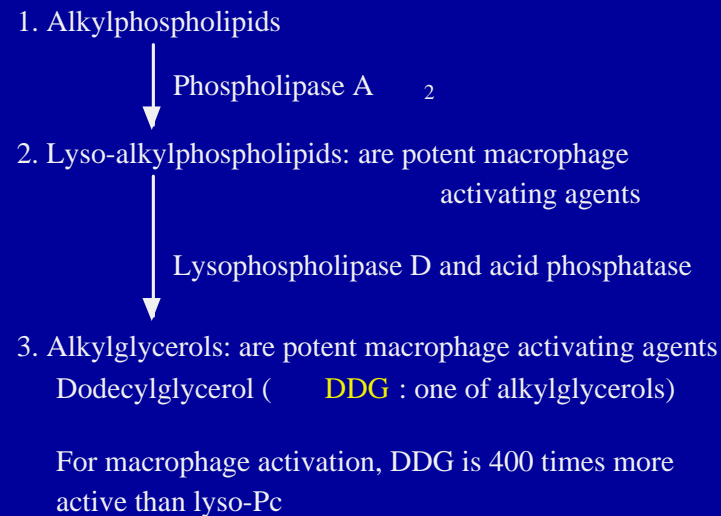 1. Alkylphospholipids
Phospholipase A 2
2. Lyso-alkylphospholipids: are potent macrophage
activating agents
Lysophospholipase D and acid phosphatase
3. Alkylglycerols: are potent macrophage activating agents
Dodecylglycerol ( DDG : one of alkylglycerols)
For macrophage activation, DDG is 400 times more
active than lyso-Pc